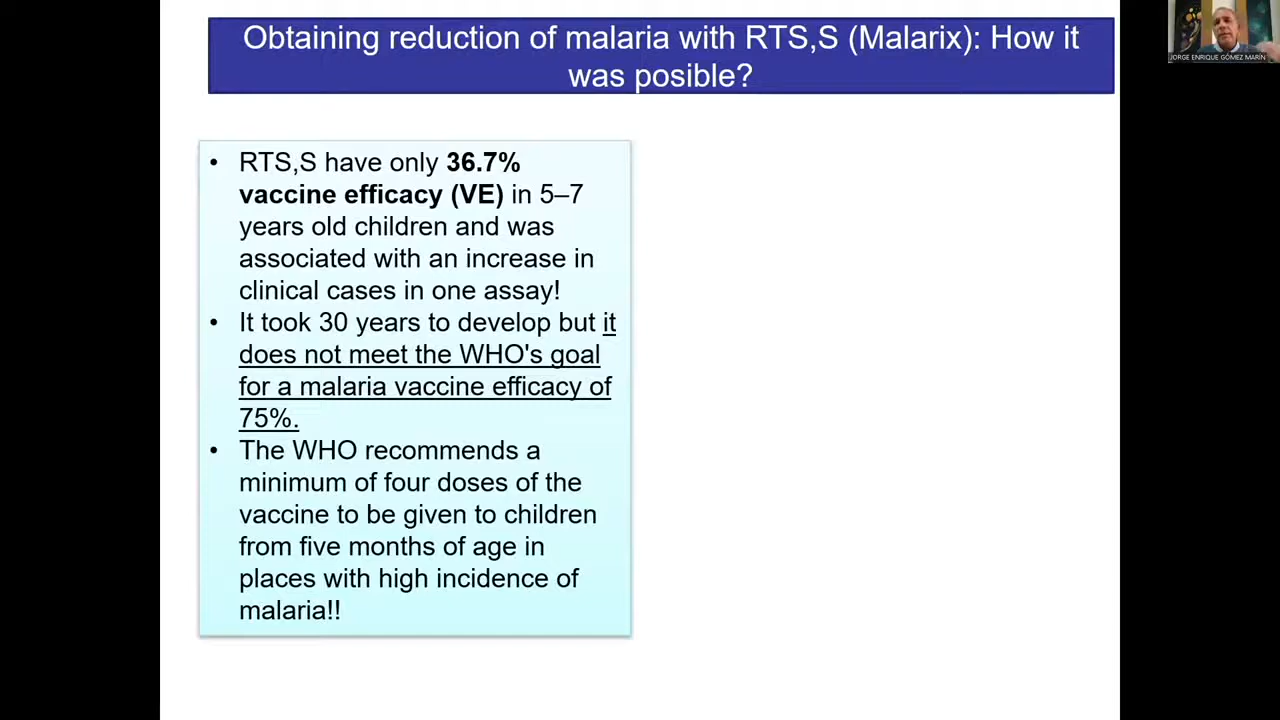 Obtaining reduction of malaria with RTS,S (Malarix): How it
was posible?
JORGE ENRIQUE GÓMEZ MARÍN
• RTS,S have only 36.7%
vaccine efficacy (VE) in 5–7
years old children and was
associated with an increase in
clinical cases in one assay!
• It took 30 years to develop but it
does not meet the WHO's goal
for a malaria vaccine efficacy of
75%.
• The WHO recommends a
minimum of four doses of the
vaccine to be given to children
from five months of age in
places with high incidence of
malaria!!